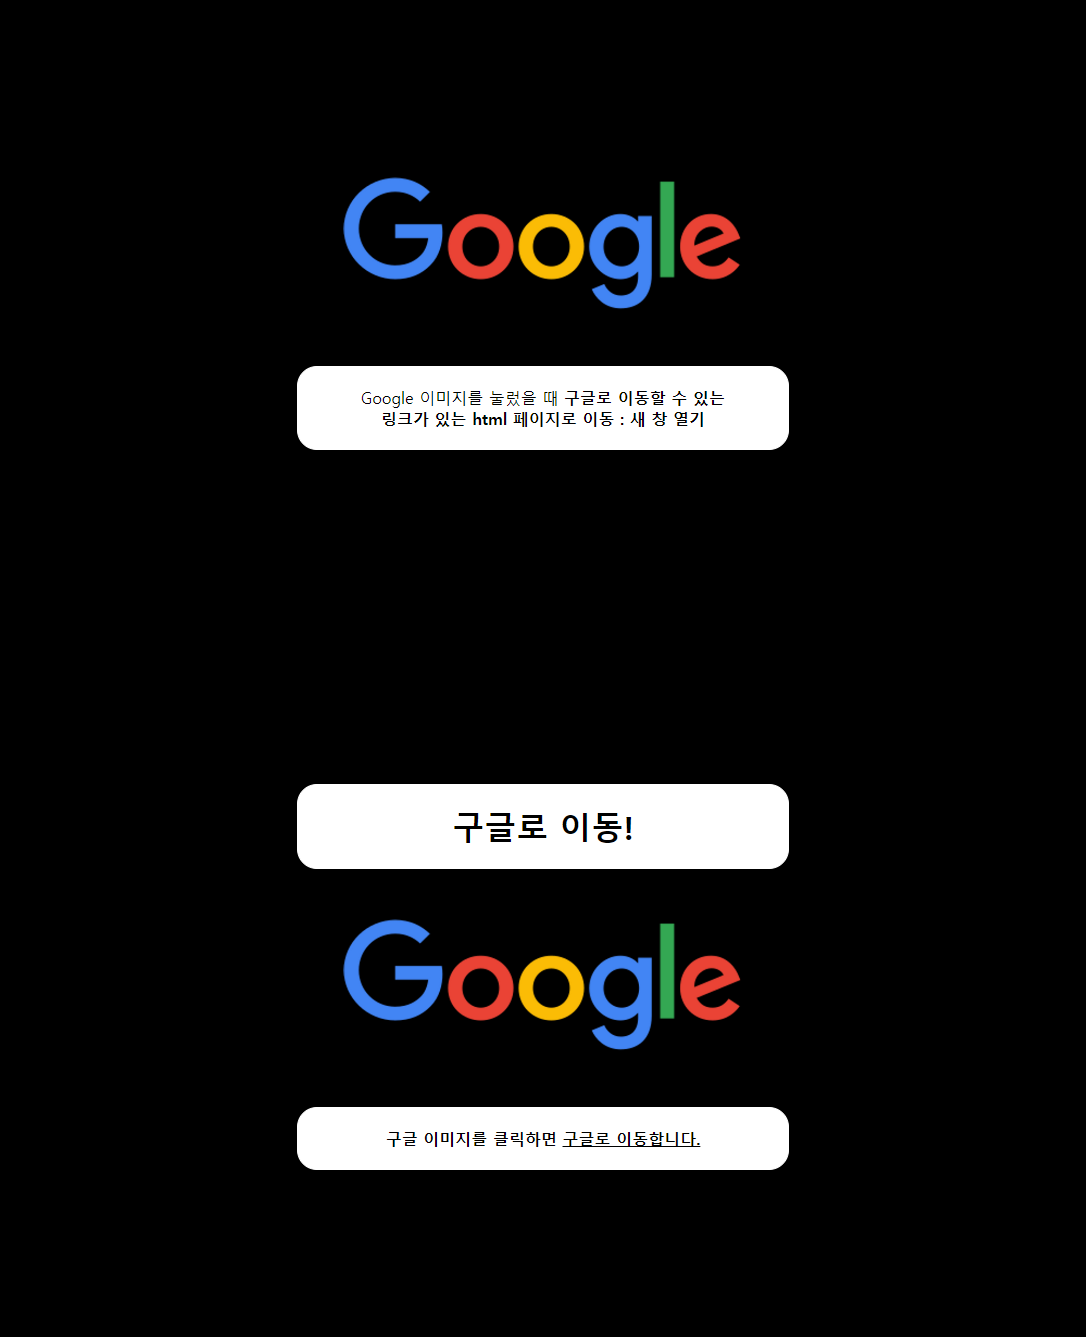 Google
Google 이미지를 눌렀을 때 구글로 이동할 수 있는
링크가 있는 html 페이지로 이동 : 새 창 열기
구글로 이동!
Google
구글 이미지를 클릭하면 구글로 이동합니다.